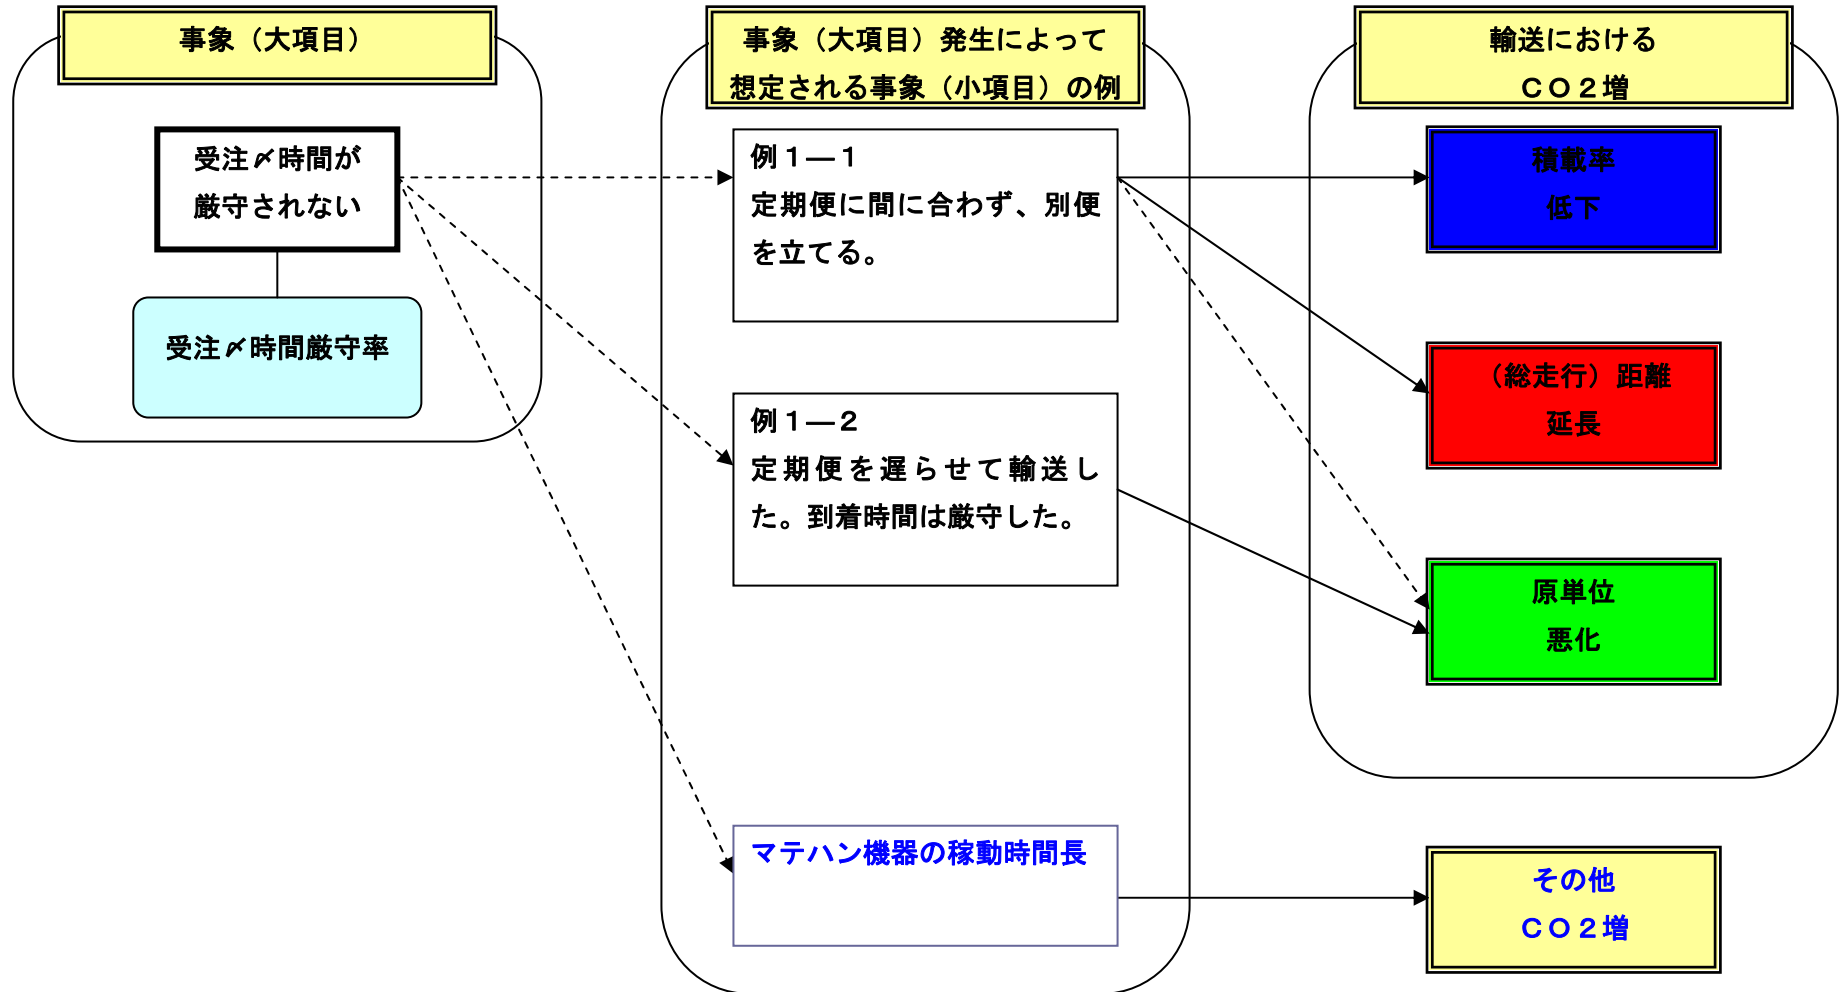 事象（大項目）
受注〆時間が
厳守されない
受注〆時間厳守率
事象（大項目）発生によって
想定される事象（小項目）の例
例１―１
定期便に間に合わず、別便
を立てる。
例１―２
定期便を遅らせて輸送し
た。到着時間は厳守した。
マテハン機器の稼動時間長
輸送における
ＣＯ２増
積載率
低下
（総走行）距離
延長
原単位
悪化
その他
ＣＯ２増